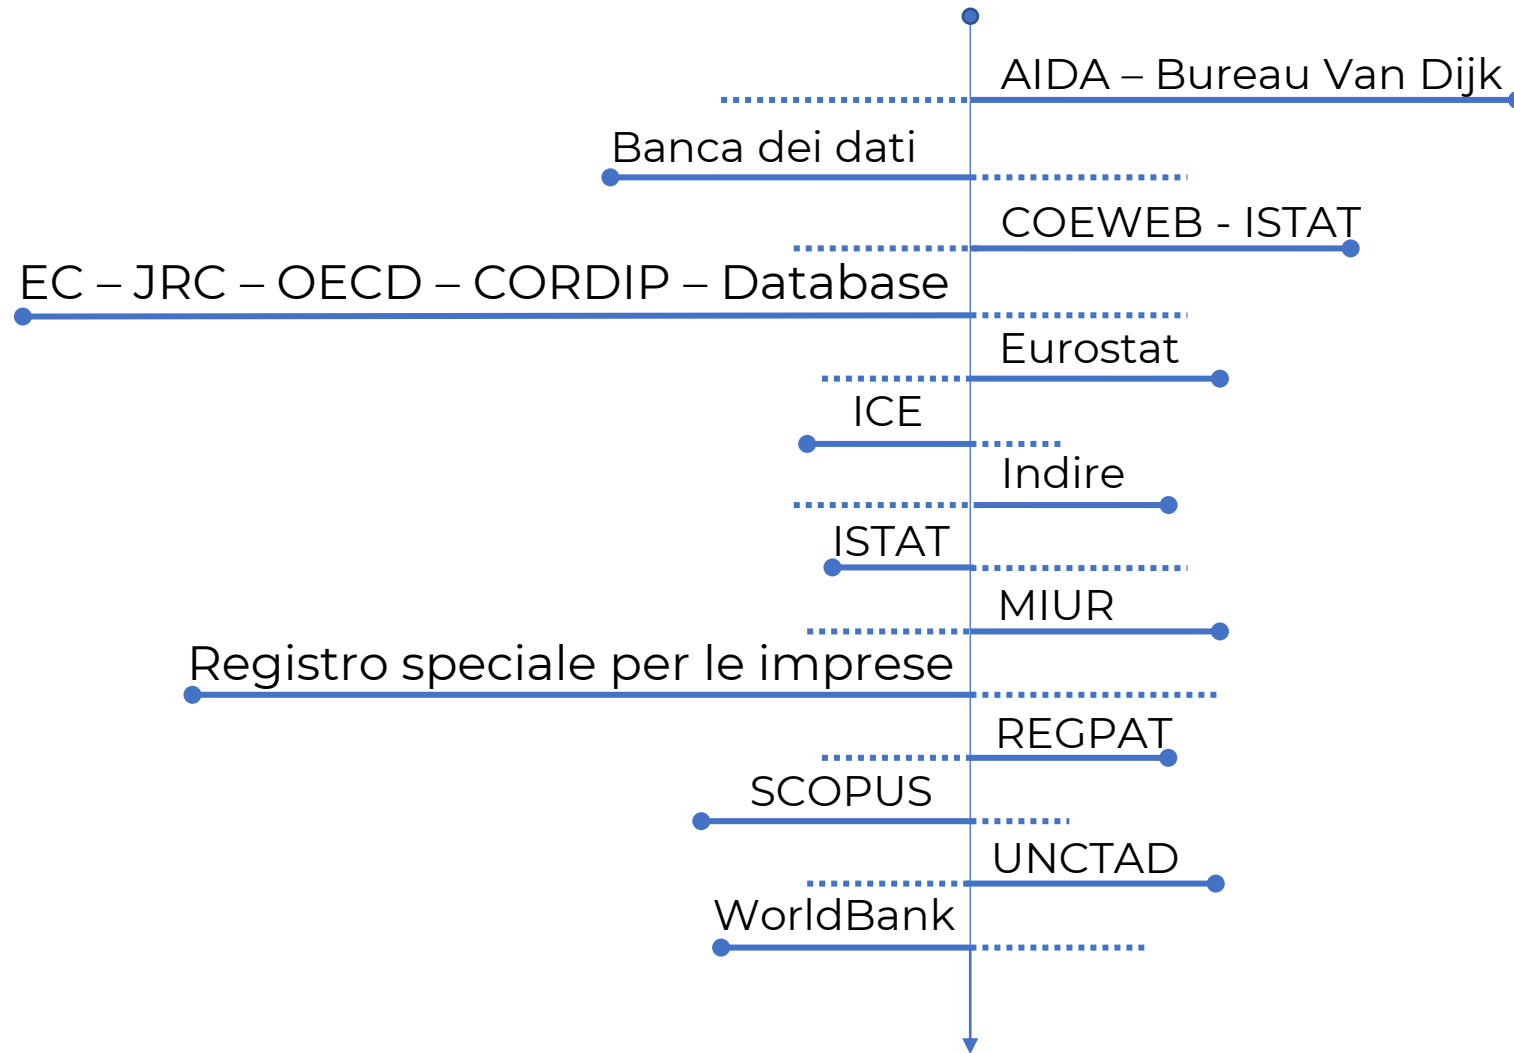 AIDA – Bureau Van Dijk
Banca dei dati
COEWEB - ISTAT
EC – JRC – OECD – CORDIP – Database
Eurostat
ICE
Indire
ISTAT
MIUR
Registro speciale per le imprese
REGPAT
SCOPUS
UNCTAD
WorldBank